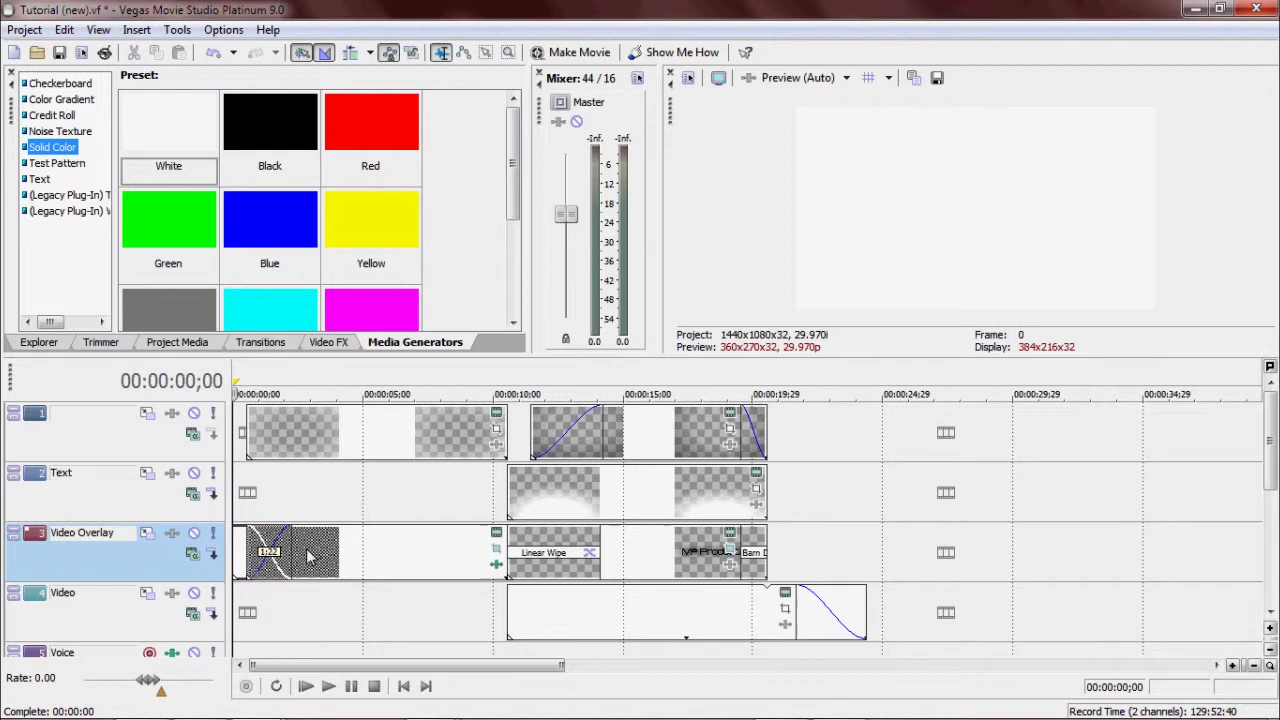 Tutorial (new).vf * - Vegas Movie Studio Platinum 9.0
Project Edit View Insert Tools Options Help
Make Movie Show Me How
Checkerboard
Color Gradient
Credit Roll
Noise Texture
Solid Color
Test Pattern
Text
(Legacy Plug-In) T
(Legacy Plug-In)
Preset:
White Black Red
Green Blue Yellow
Explorer Trimmer Project Media Transitions Video FX Media Generators
Mixer: 44 / 16
Master
-Inf. -Inf.
6
12
18
24
30
36
42
48
54
0.0 0.0
Preview (Auto)
Project: 1440x1080x32, 29.970i
Preview: 360x270x32, 29.970p
Frame: 0
Display: 384x216x32
00:00:00;00
00:00:00 00:00:05;00 00:00:10;00 00:00:15;00 00:00:19;29 00:00:24;29 00:00:29;29 00:00:34;29
1
2 Text
3 Video Overlay
1;22
Linear Wipe
Barn D
4 Video
5 Voice
Rate: 0.00
00:00:00;00
Complete: 00:00:00
Record Time (2 channels): 129:52:40